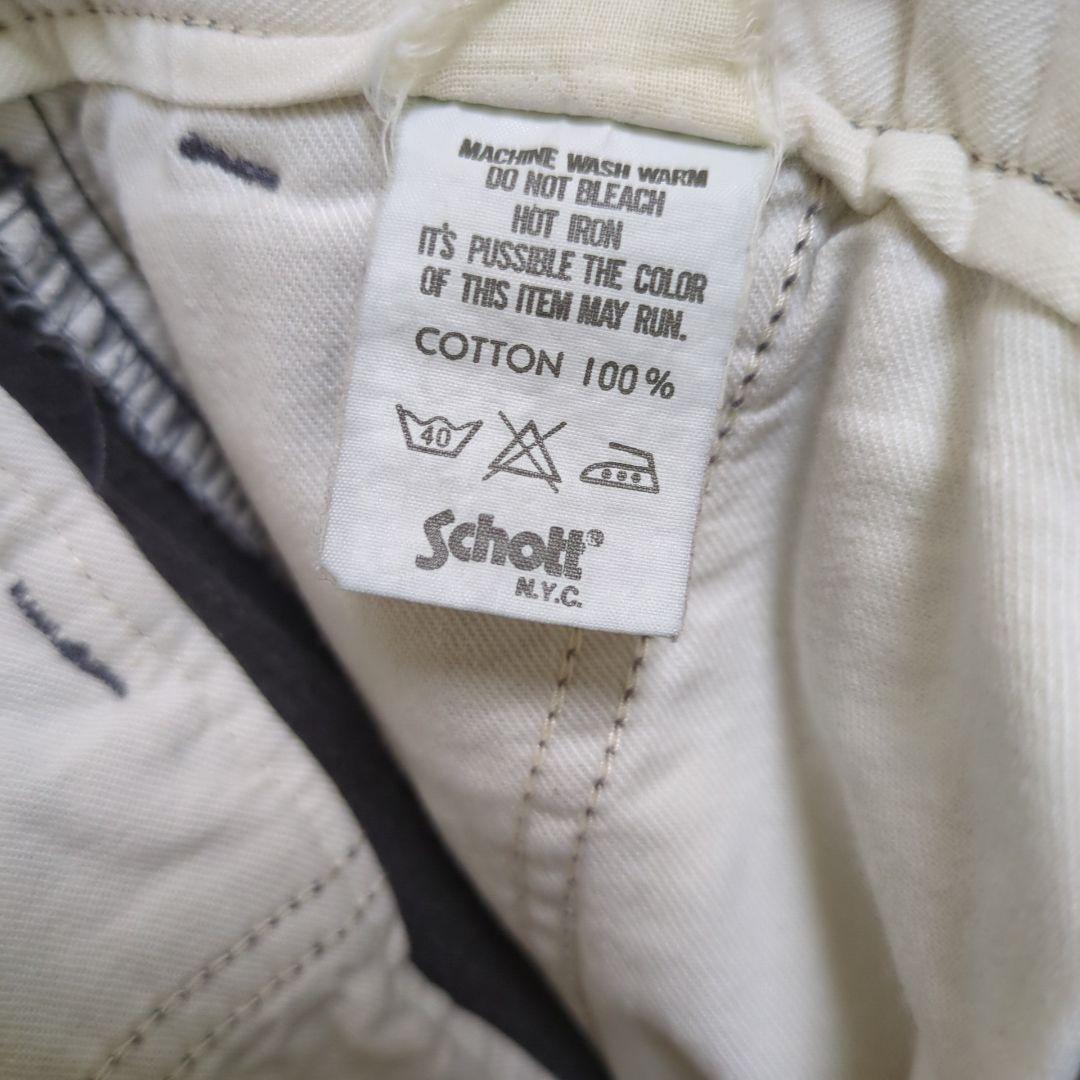 MACHINE WASH WARM
DO NOT BLEACH
HOT IRON
IT'S PUSSIBLE THE COLOR
OF THIS ITEM MAY RUN.
COTTON 100%
40
Schott®
N.Y.C.